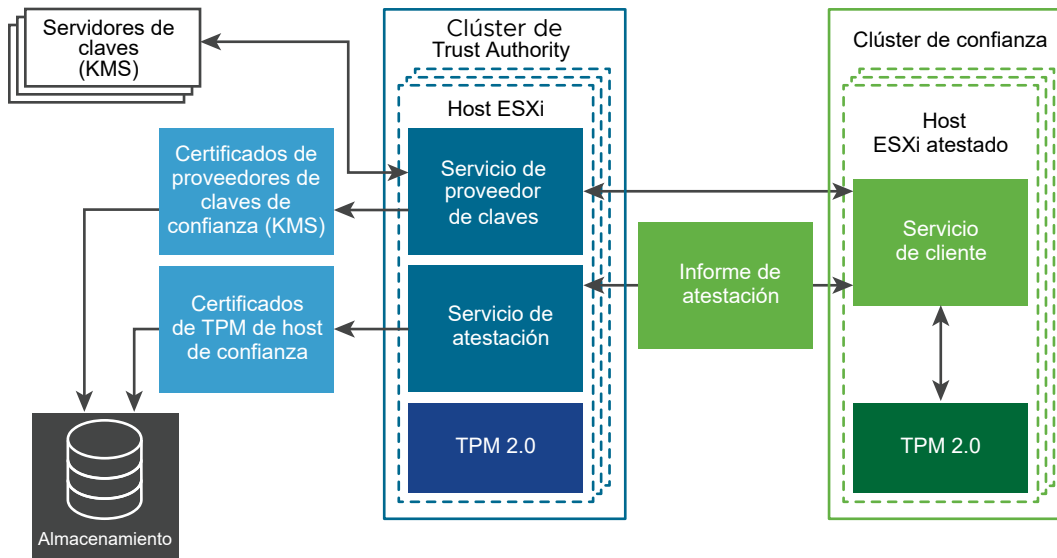 Servidores de
claves
(KMS)
Clúster de
Trust Authority
Clúster de confianza
Host ESXi
Host
ESXi atestado
Certificados de
proveedores de
claves de
confianza (KMS)
Servicio de
proveedor
de claves
Servicio
de cliente
Informe de
atestación
Certificados
de TPM de host
de confianza
Servicio de
atestación
TPM 2.0
TPM 2.0
Almacenamiento